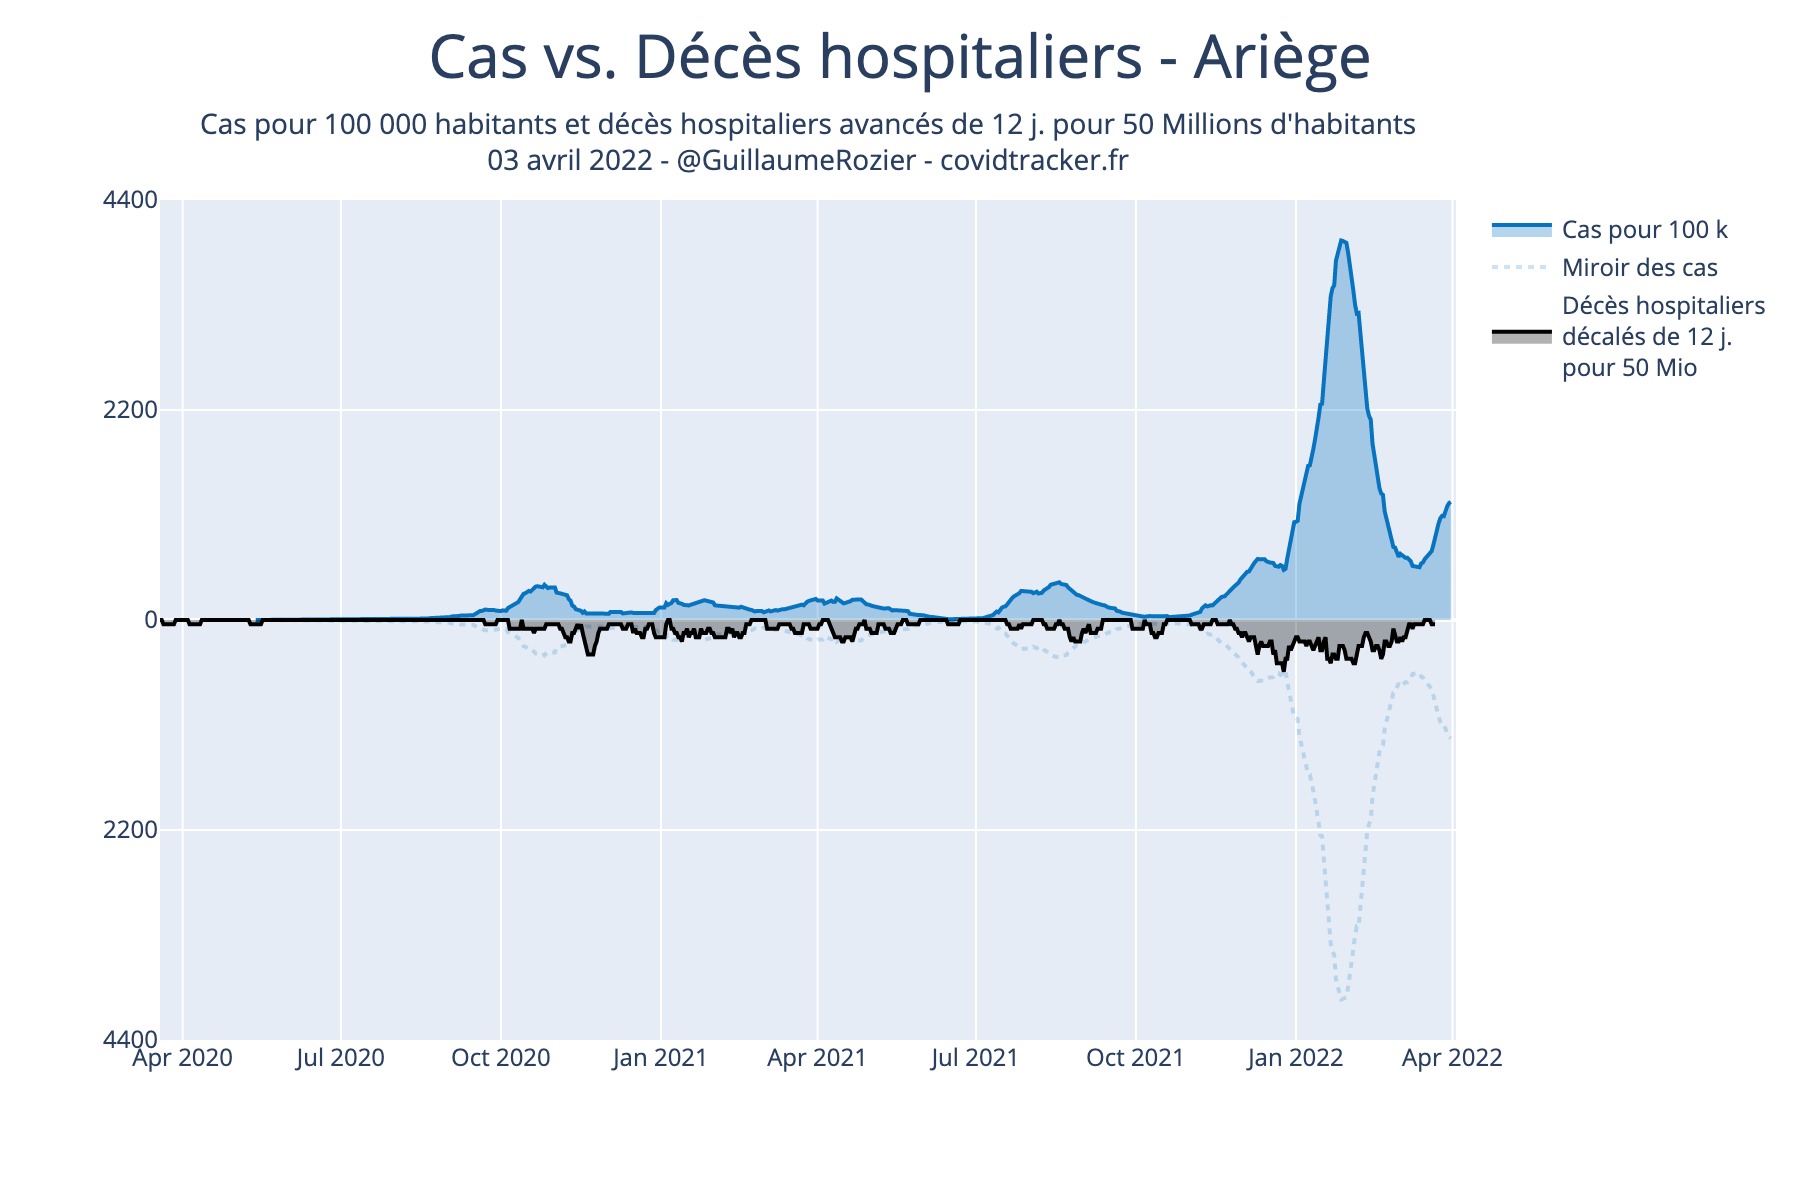 Cas vs. Décès hospitaliers - Ariège
Cas pour 100 000 habitants et décès hospitaliers avancés de 12 j. pour 50 Millions d'habitants
03 avril 2022 - @GuillaumeRozier - covidtracker.fr
4400
2200
0
2200
4400
Apr 2020
Jul 2020
Oct 2020
Jan 2021
Apr 2021
Jul 2021
Oct 2021
Jan 2022
Apr 2022
Cas pour 100 k
Miroir des cas
Décès hospitaliers
décalés de 12 j.
pour 50 Mio